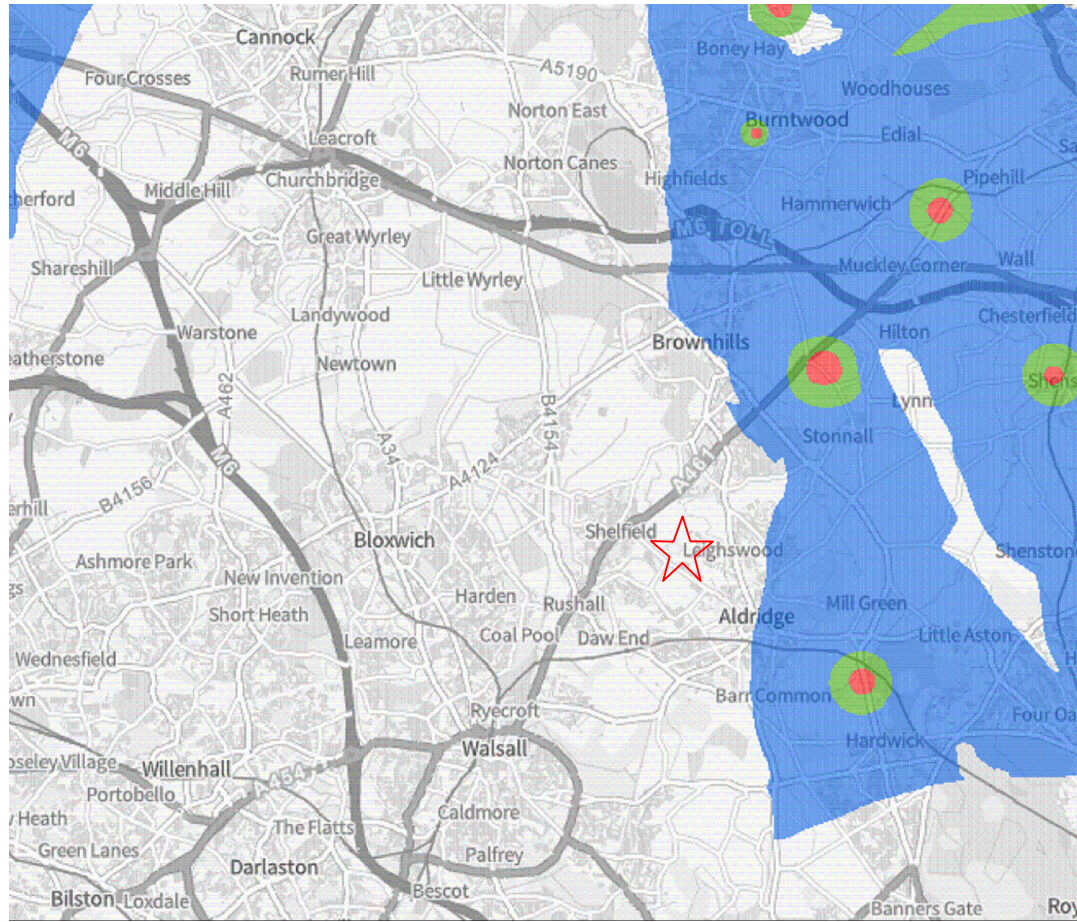 Cannock
Boney Hay
Four Crosses
Rumer Hill
A5190
Woodhouses
Norton East
Burntwood
Edial
Leacroft
M6
Norton Canes
Churchbridge
Highfields
Pipehill
Middle Hill
Hammerwich
M6 TOLL
Great Wyrley
Shareshill
Little Wyrley
Muckley Corner
Wall
Landywood
Chesterfield
Warstone
Hilton
Brownhills
Newtown
A462
Lynn
B4154
Stonnall
A34
M6
A4124
A461
B4156
Shelfield
Bloxwich
Leighswood
Ashmore Park
New Invention
Harden
Rushall
Mill Green
Short Heath
Aldridge
Leamore
Coal Pool
Daw End
Little Aston
Wednesfield
Barr Common
Ryecroft
Hardwick
Walsall
Willenhall
A454
Portobello
Caldmore
The Flatts
Green Lanes
Palfrey
Darlaston
Bescot
Bilston
Loxdale
Banners Gate